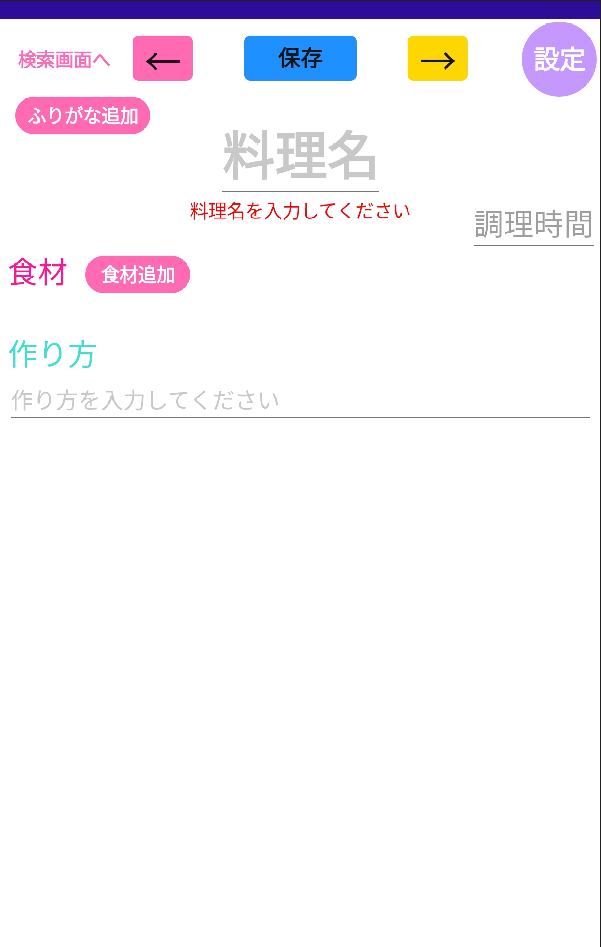 検索画面へ ← 保存 → 設定
ふりがな追加
料理名
料理名を入力してください
調理時間
食材 食材追加
作り方
作り方を入力してください